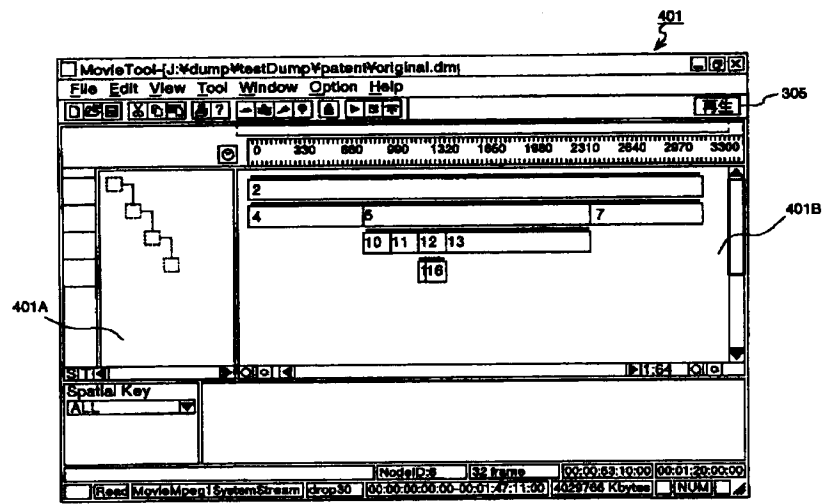 401
MovieTool-[J:¥dump¥testDump¥patent¥original.dm
File Edit View Tool Window Option Help
再生
305
0 330 660 990 1320 1650 1980 2310 2640 2970 3300
2
4 5 7
10 11 12 13
16
401B
401A
S T
1:64
Spatial Key
ALL
32 frame 00:00:53:10:00 00:01:20:00:00
Read MovieMpeg1SystemStream drop30 00:00:00:00:00-00:01:47:11:00 4029766 Kbytes NUM